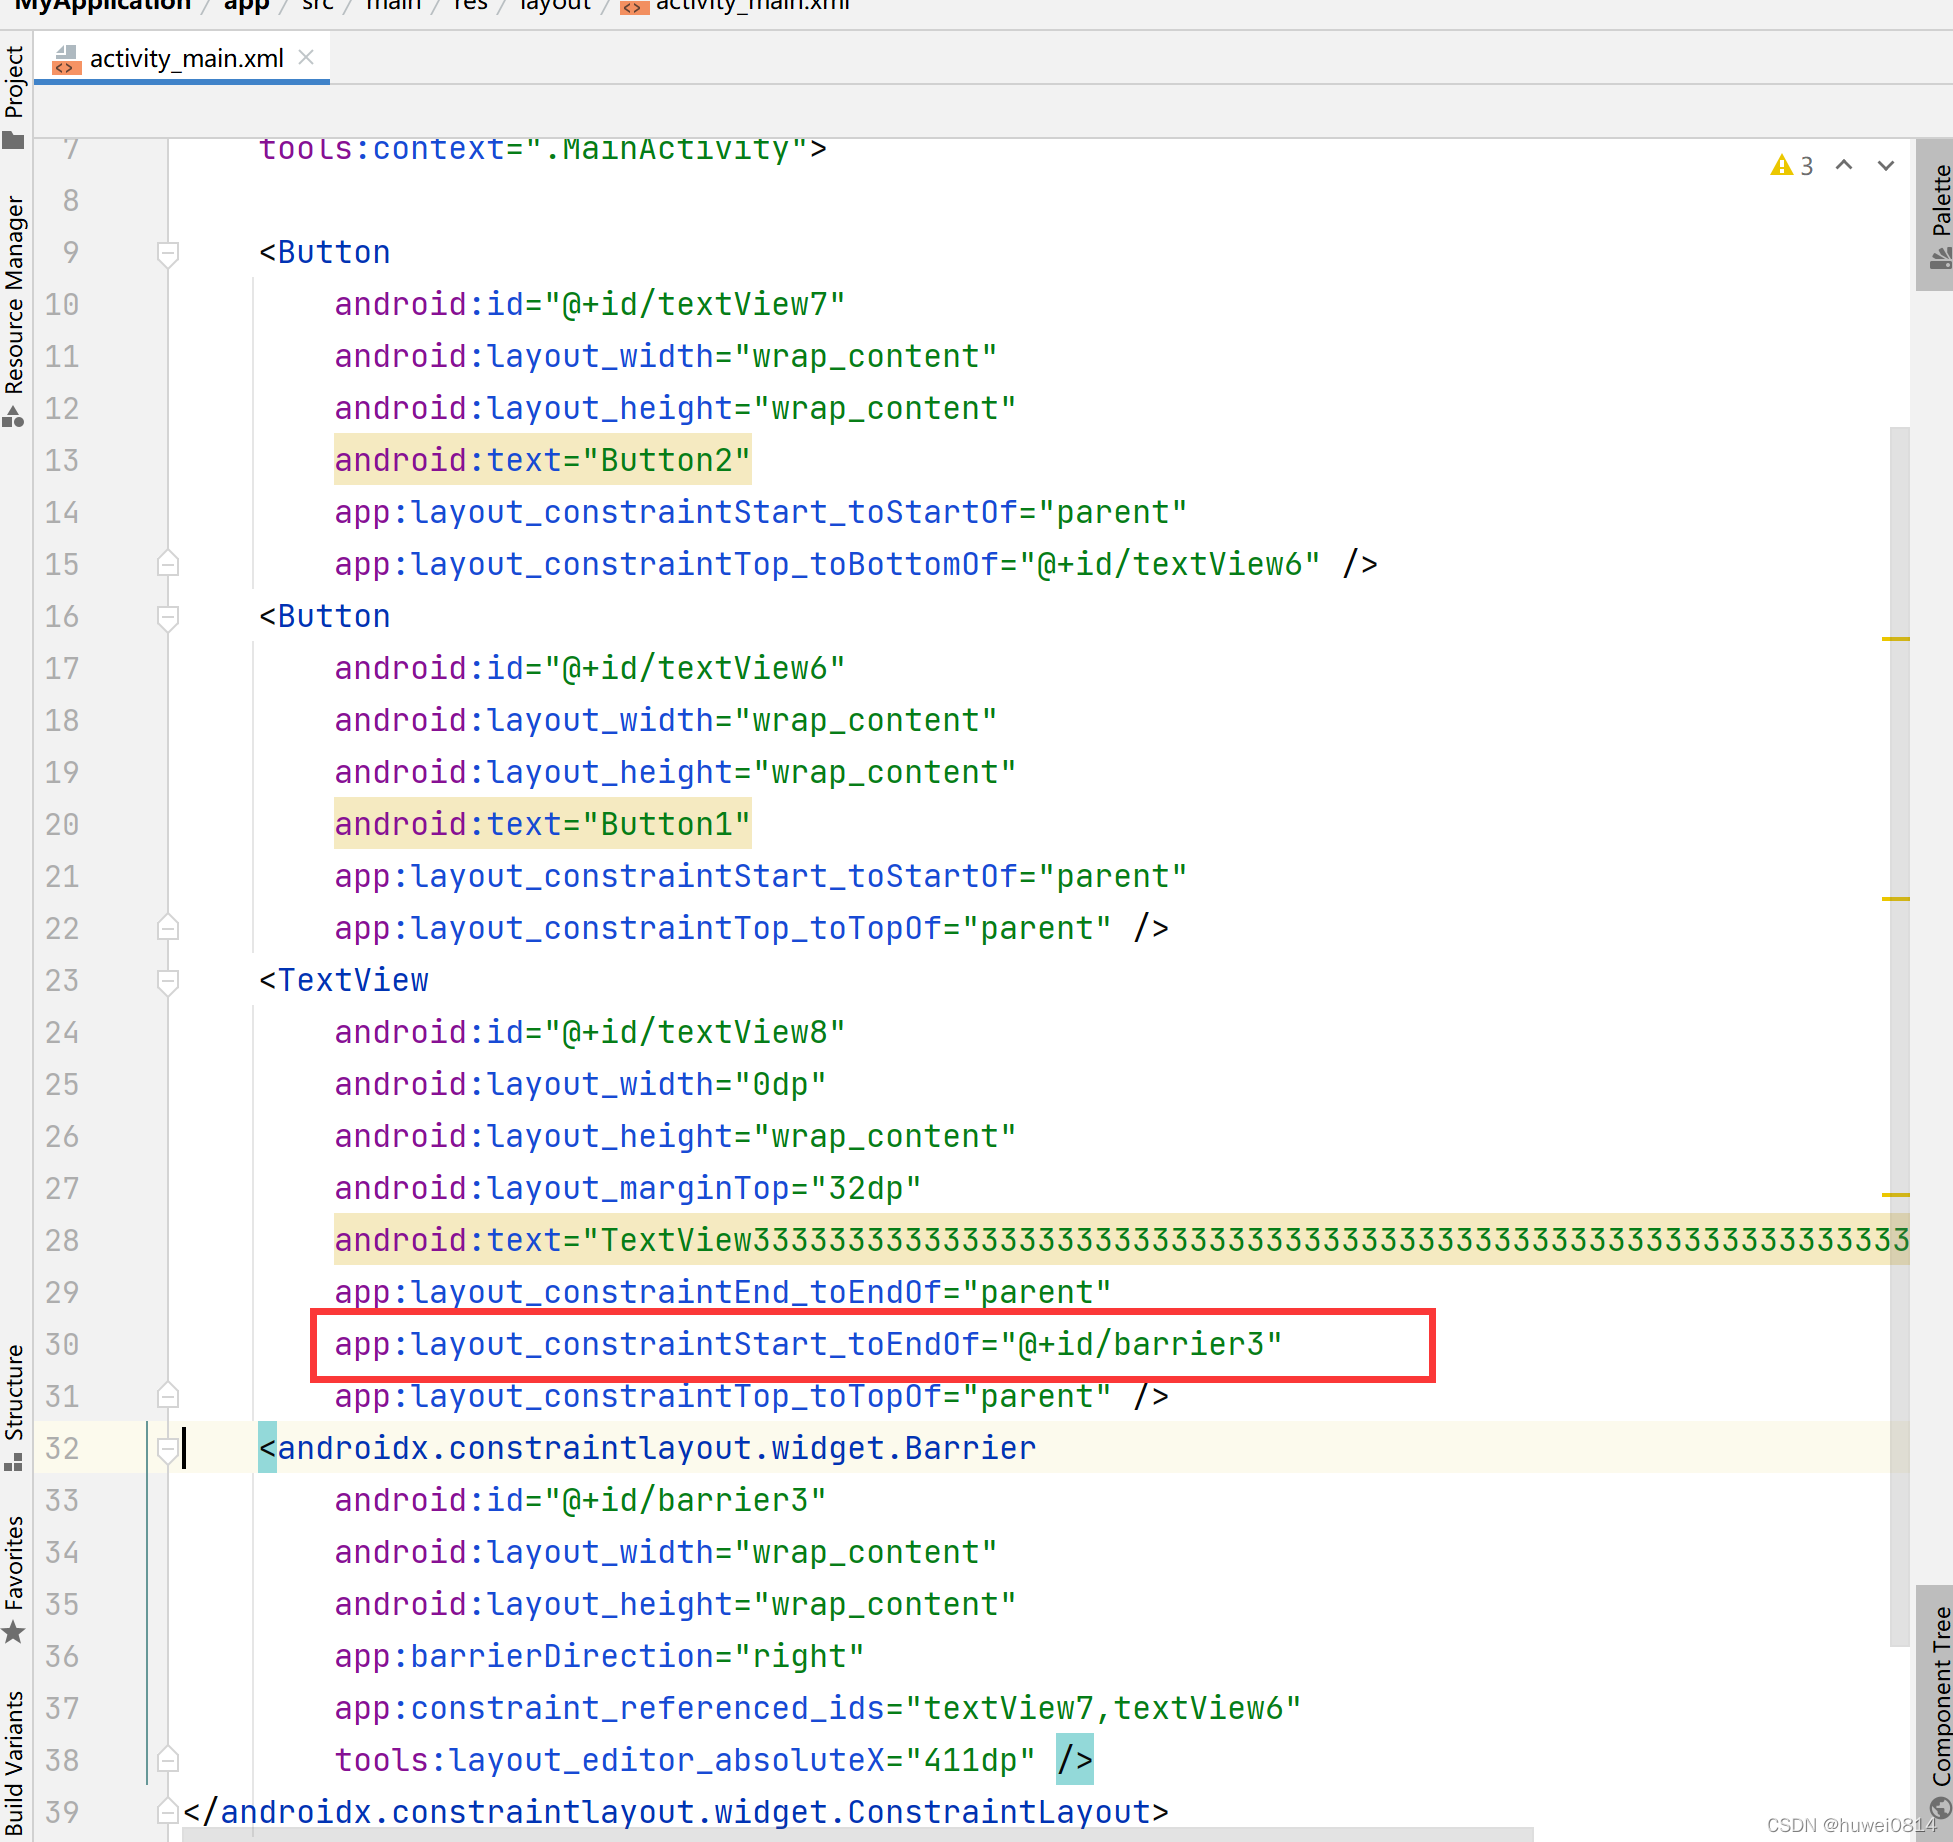 MyApplication / app / src / main / res / layout / activity_main.xml
activity_main.xml
Project
Resource Manager
Structure
Favorites
Build Variants
Palette
Component Tree
3
7 tools:context=".MainActivity">
8
9 <Button
10 android:id="@+id/textView7"
11 android:layout_width="wrap_content"
12 android:layout_height="wrap_content"
13 android:text="Button2"
14 app:layout_constraintStart_toStartOf="parent"
15 app:layout_constraintTop_toBottomOf="@+id/textView6" />
16 <Button
17 android:id="@+id/textView6"
18 android:layout_width="wrap_content"
19 android:layout_height="wrap_content"
20 android:text="Button1"
21 app:layout_constraintStart_toStartOf="parent"
22 app:layout_constraintTop_toTopOf="parent" />
23 <TextView
24 android:id="@+id/textView8"
25 android:layout_width="0dp"
26 android:layout_height="wrap_content"
27 android:layout_marginTop="32dp"
28 android:text="TextView3333333333333333333333333333333333333333333333333333333333333
29 app:layout_constraintEnd_toEndOf="parent"
30 app:layout_constraintStart_toEndOf="@+id/barrier3"
31 app:layout_constraintTop_toTopOf="parent" />
32 <androidx.constraintlayout.widget.Barrier
33 android:id="@+id/barrier3"
34 android:layout_width="wrap_content"
35 android:layout_height="wrap_content"
36 app:barrierDirection="right"
37 app:constraint_referenced_ids="textView7,textView6"
38 tools:layout_editor_absoluteX="411dp" />
39 </androidx.constraintlayout.widget.ConstraintLayout>
CSDN @huwei0814